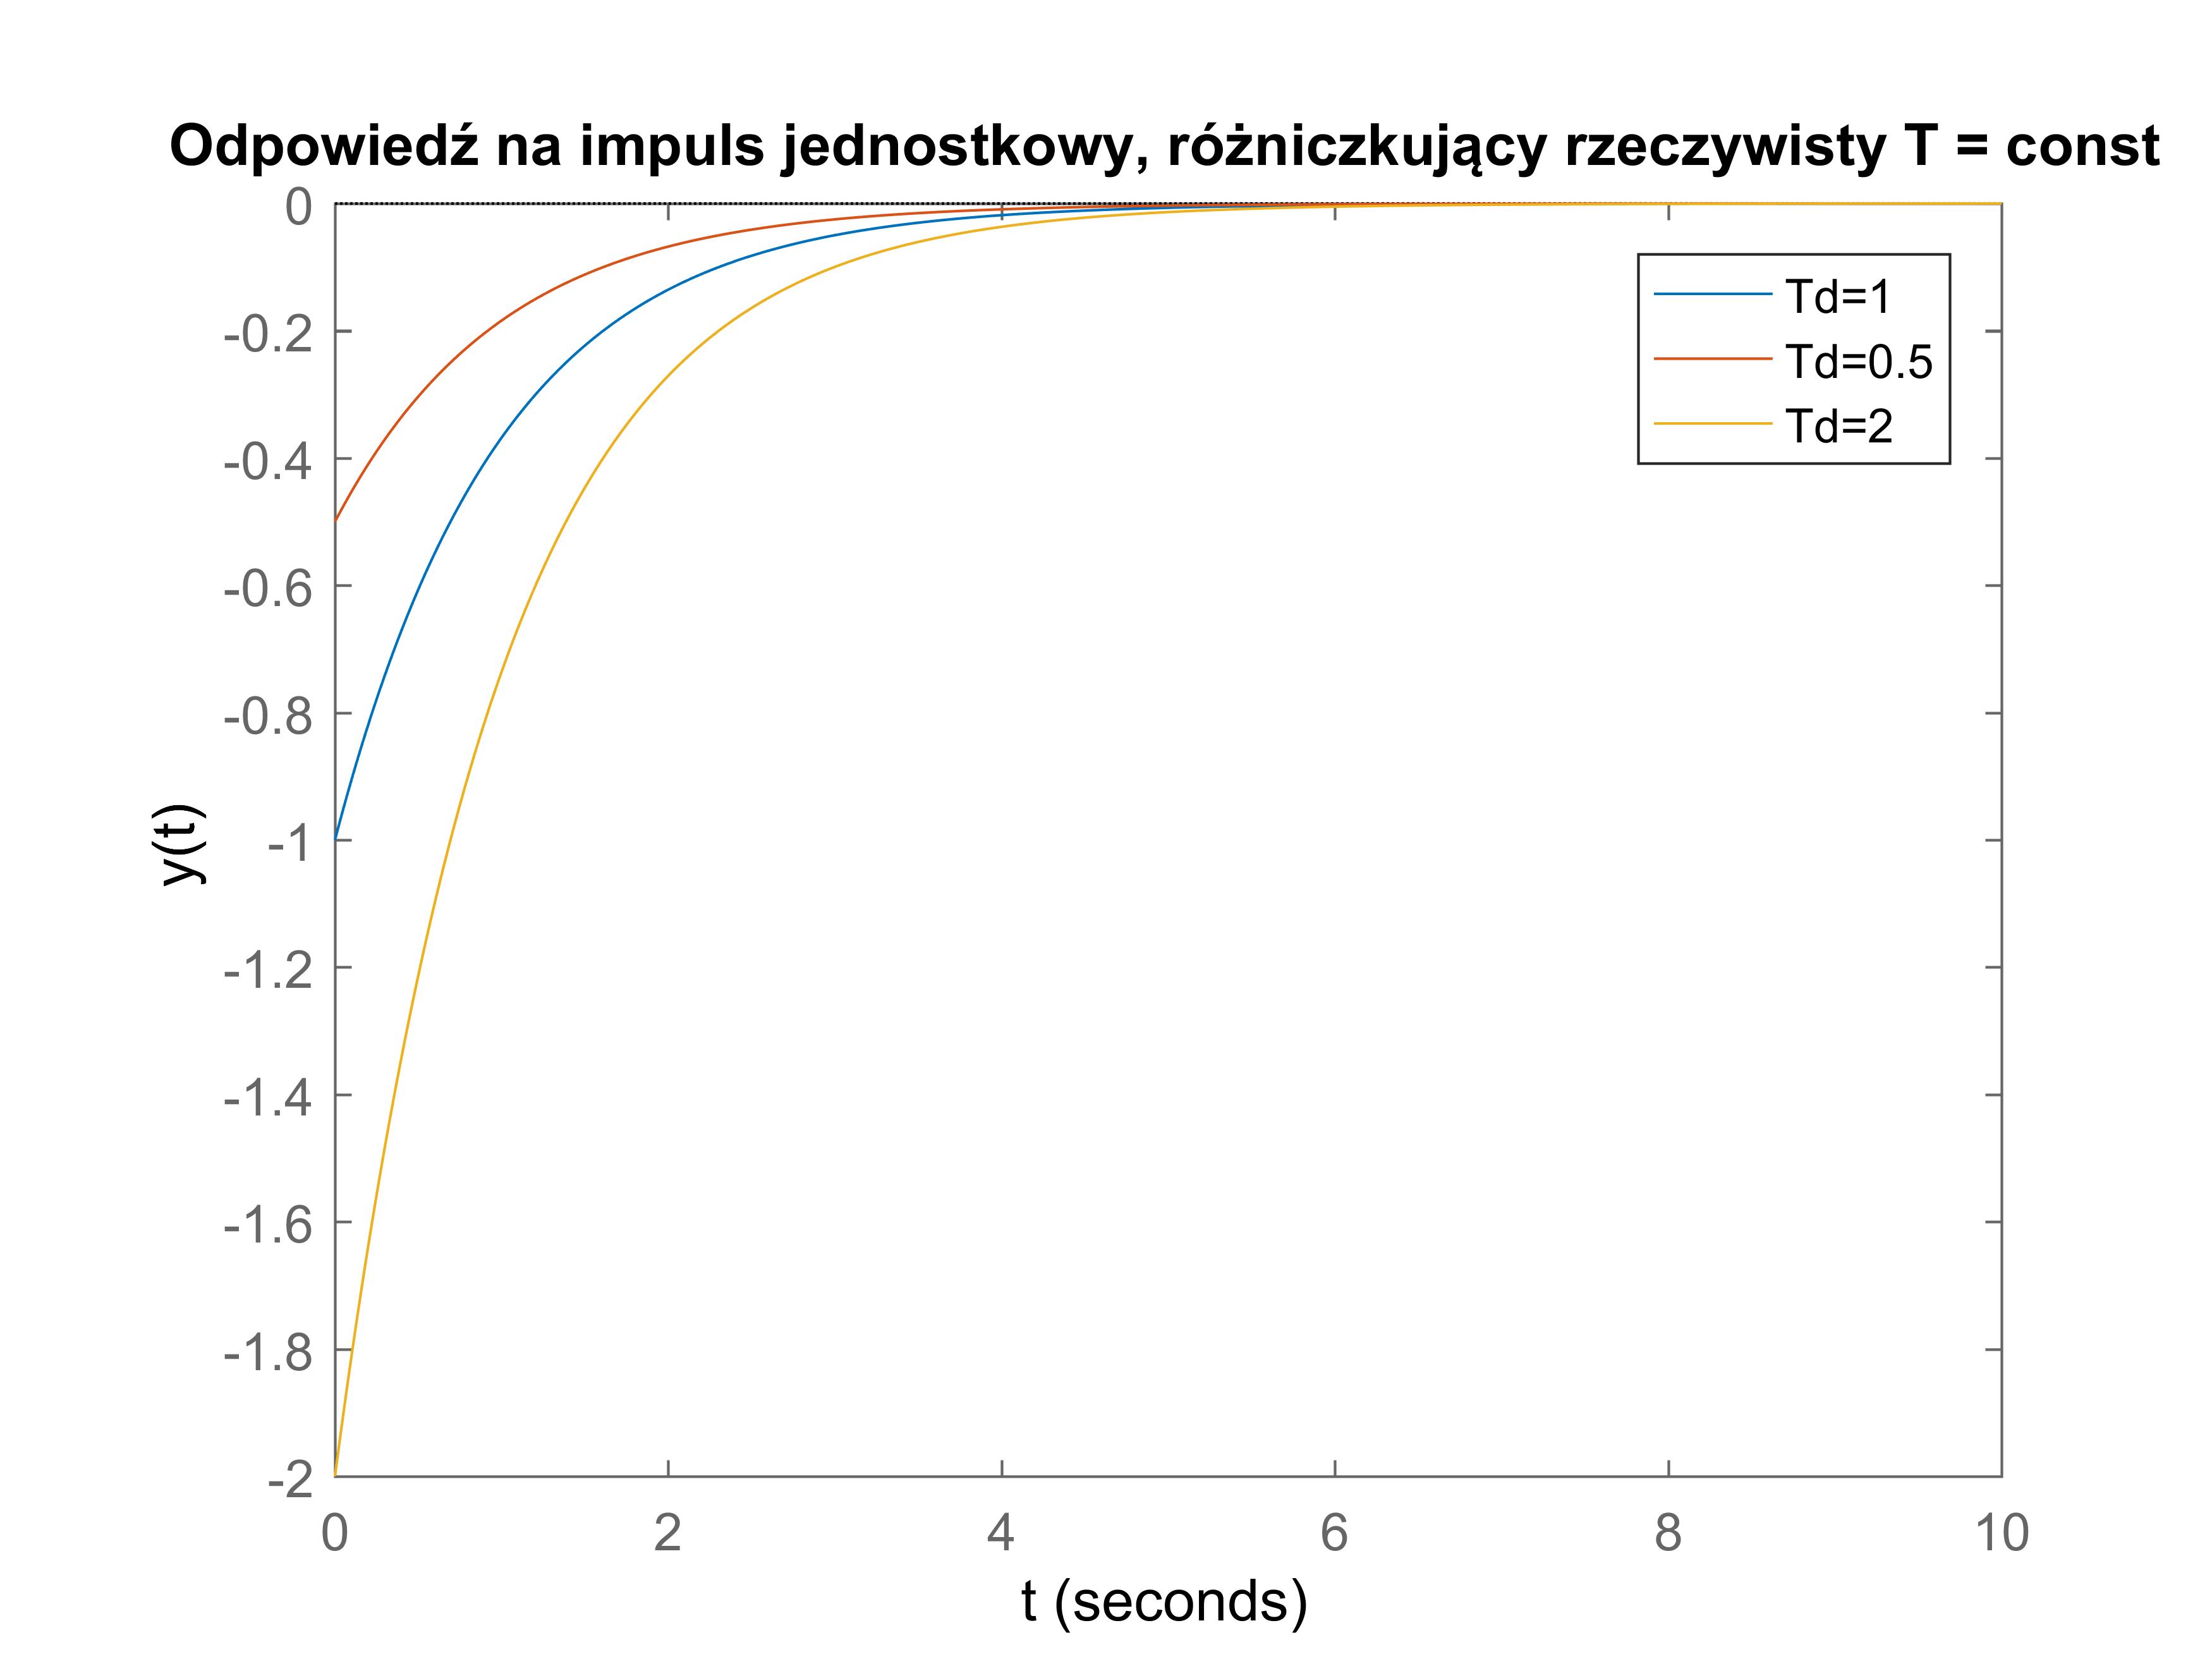 Odpowiedź na impuls jednostkowy, różniczkujący rzeczywisty T = const
0
-0.2
-0.4
-0.6
-0.8
-1
-1.2
-1.4
-1.6
-1.8
-2
y(t)
Td=1
Td=0.5
Td=2
0 2 4 6 8 10
t (seconds)